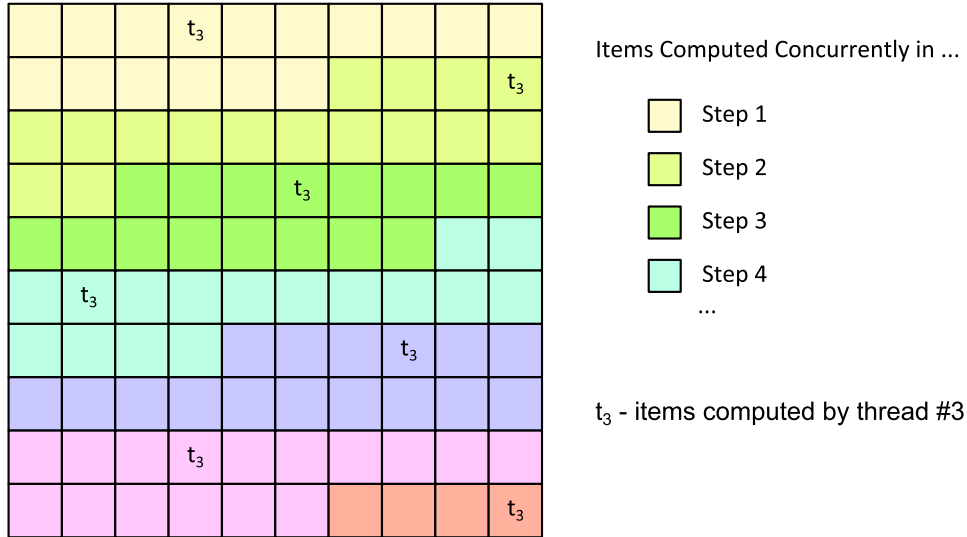 t₃
Items Computed Concurrently in ...
t₃
Step 1
Step 2
t₃
Step 3
Step 4
t₃
...
t₃
t₃ - items computed by thread #3
t₃
t₃